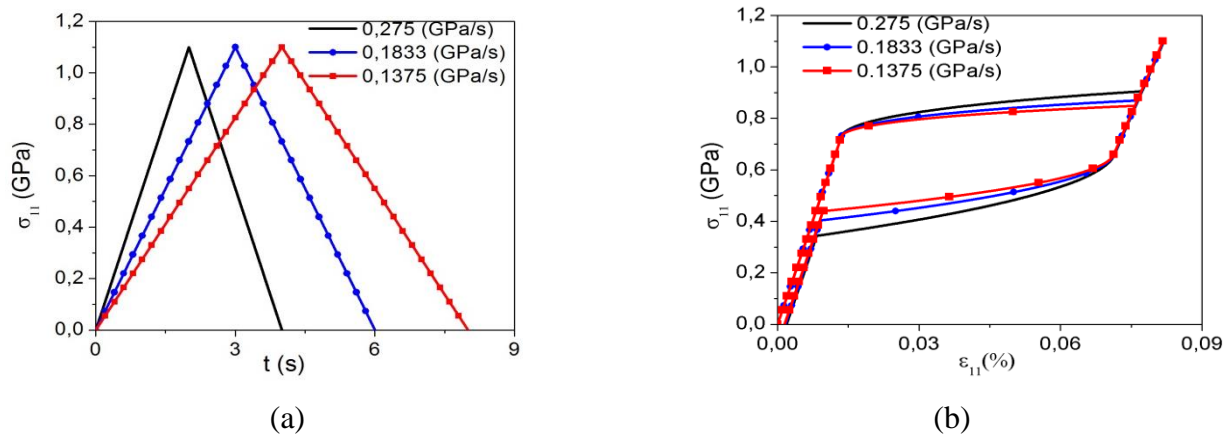 0,275 (GPa/s)
0,1833 (GPa/s)
0,1375 (GPa/s)
1,2
1,0
0,8
0,6
0,4
0,2
0,0
σ₁₁ (GPa)
0 3 6 9
t (s)
(a)
0.275 (GPa/s)
0.1833 (GPa/s)
0.1375 (GPa/s)
1,2
1,0
0,8
0,6
0,4
0,2
0,0
σ₁₁ (GPa)
0,00 0,03 0,06 0,09
ε₁₁(%)
(b)